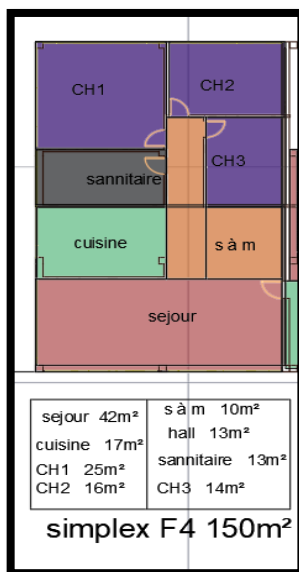 CH1
CH2
CH3
sannitaire
cuisine
s à m
sejour
sejour 42m²
cuisine 17m²
CH1 25m²
CH2 16m²
s à m 10m²
hall 13m²
sannitaire 13m²
CH3 14m²
simplex F4 150m²